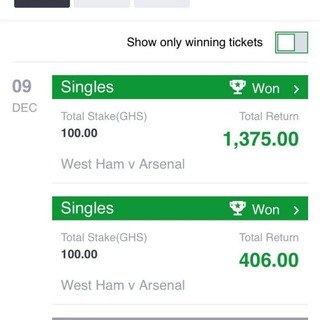 Show only winning tickets
09
DEC
Singles
Won
Total Stake(GHS)
Total Return
100.00
1,375.00
West Ham v Arsenal
Singles
Won
Total Stake(GHS)
Total Return
100.00
406.00
West Ham v Arsenal